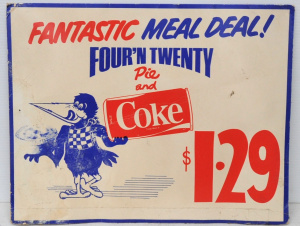 FANTASTIC MEAL DEAL!
FOUR'N TWENTY
Pie
and
Coke
$1.29